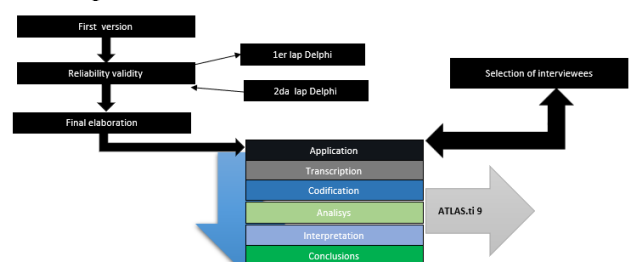 First version
Reliability validity
1er lap Delphi
2da lap Delphi
Final elaboration
Selection of interviewees
Application
Transcription
Codification
Analisys
Interpretation
Conclusions
ATLAS.ti 9